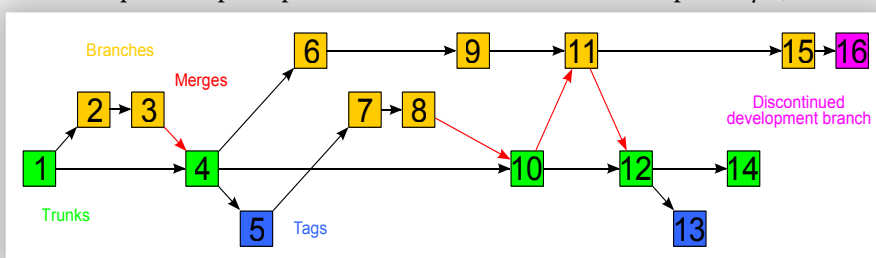 6
9
11
15
16
Branches
Merges
2
3
7
8
Discontinued
development branch
1
4
10
12
14
Trunks
5
Tags
13